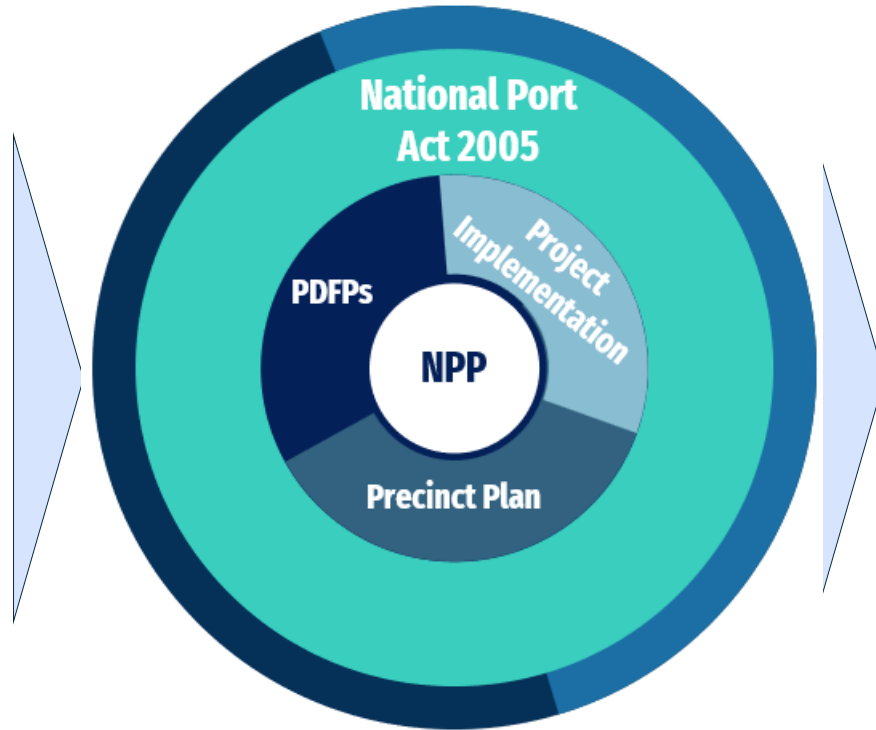 National Port
Act 2005
Project
Implementation
PDFPs
NPP
Precinct Plan